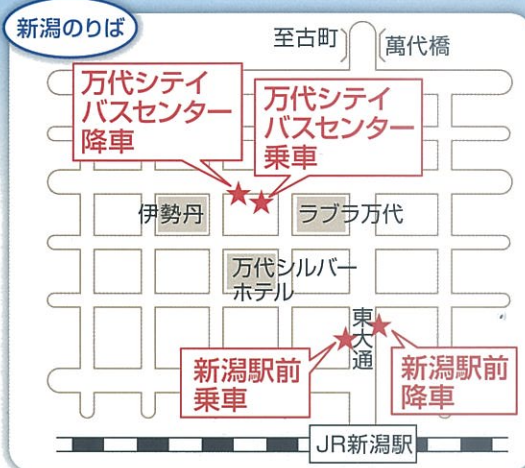 新潟のりば
至古町
萬代橋
万代シテイ
バスセンター
降車
万代シテイ
バスセンター
乗車
伊勢丹
ラブラ万代
万代シルバー
ホテル
東大通
新潟駅前
乗車
新潟駅前
降車
JR新潟駅